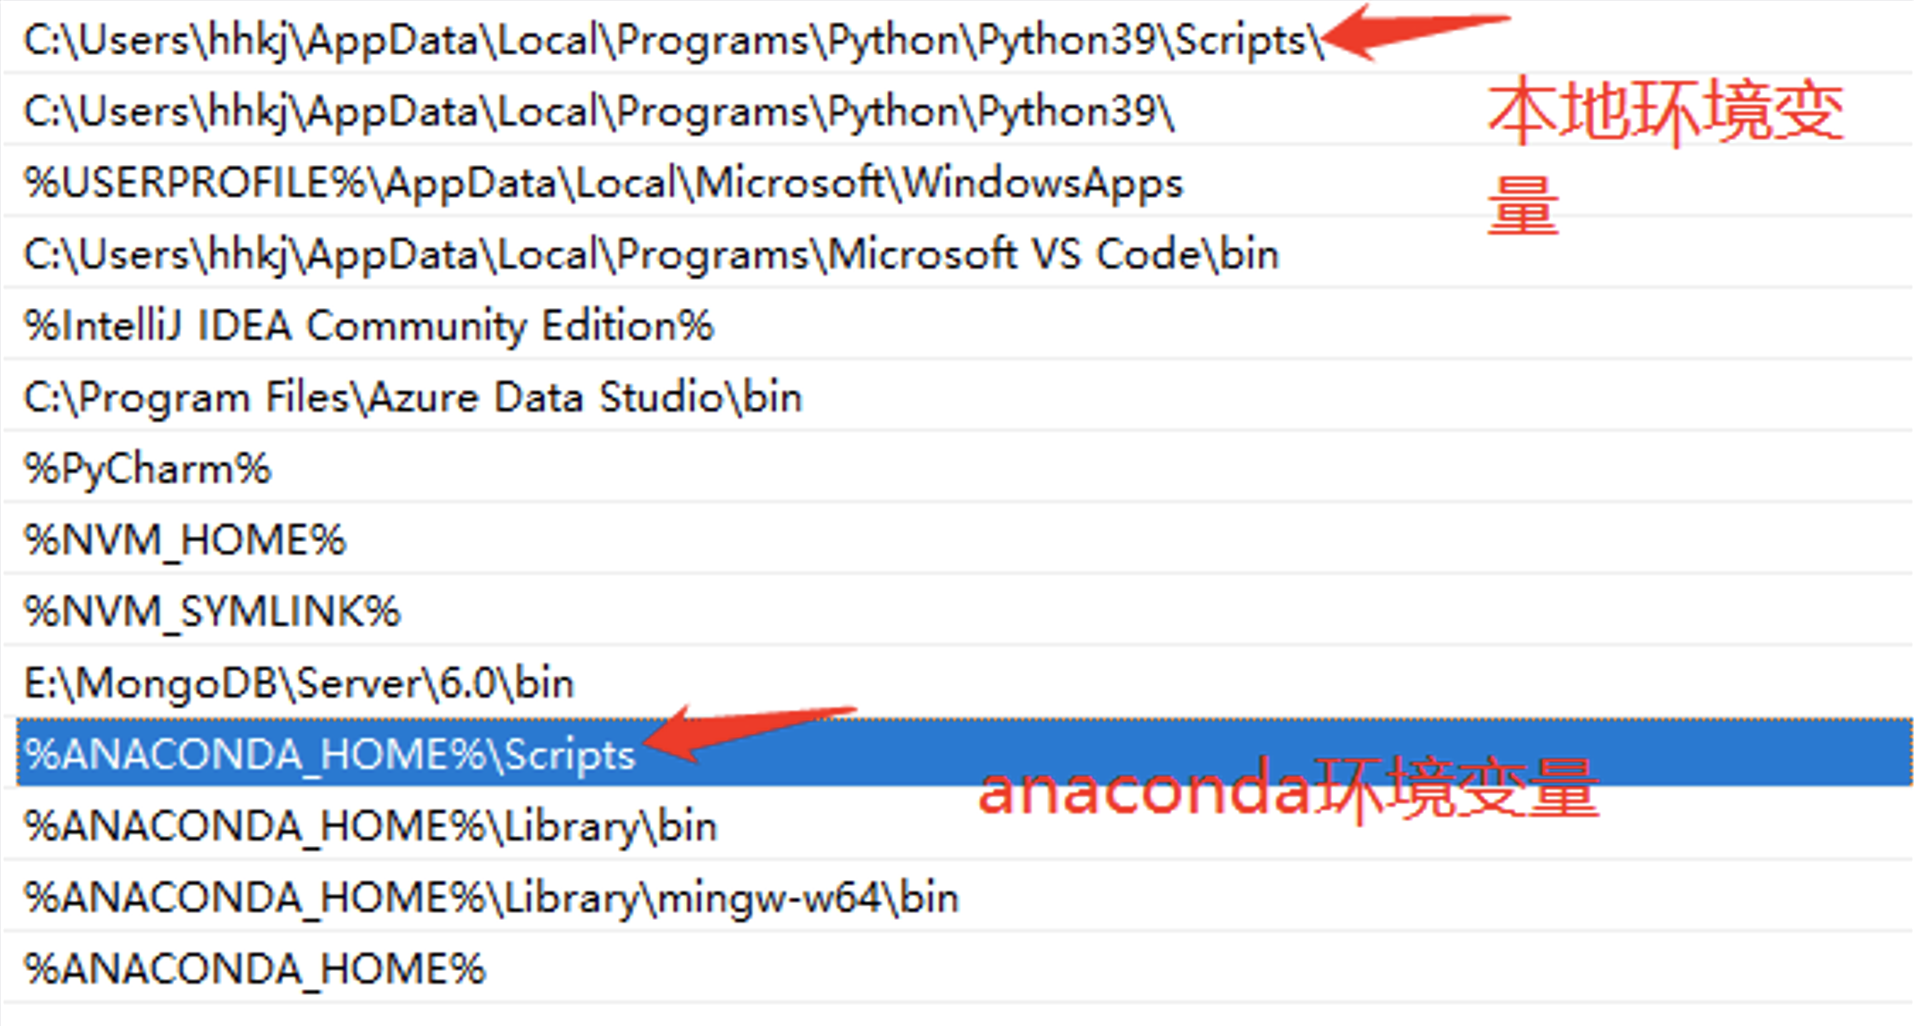 C:\Users\hhkj\AppData\Local\Programs\Python\Python39\Scripts\
C:\Users\hhkj\AppData\Local\Programs\Python\Python39\
本地环境变
量
%USERPROFILE%\AppData\Local\Microsoft\WindowsApps
C:\Users\hhkj\AppData\Local\Programs\Microsoft VS Code\bin
%IntelliJ IDEA Community Edition%
C:\Program Files\Azure Data Studio\bin
%PyCharm%
%NVM_HOME%
%NVM_SYMLINK%
E:\MongoDB\Server\6.0\bin
%ANACONDA_HOME%\Scripts
anaconda环境变量
%ANACONDA_HOME%\Library\bin
%ANACONDA_HOME%\Library\mingw-w64\bin
%ANACONDA_HOME%